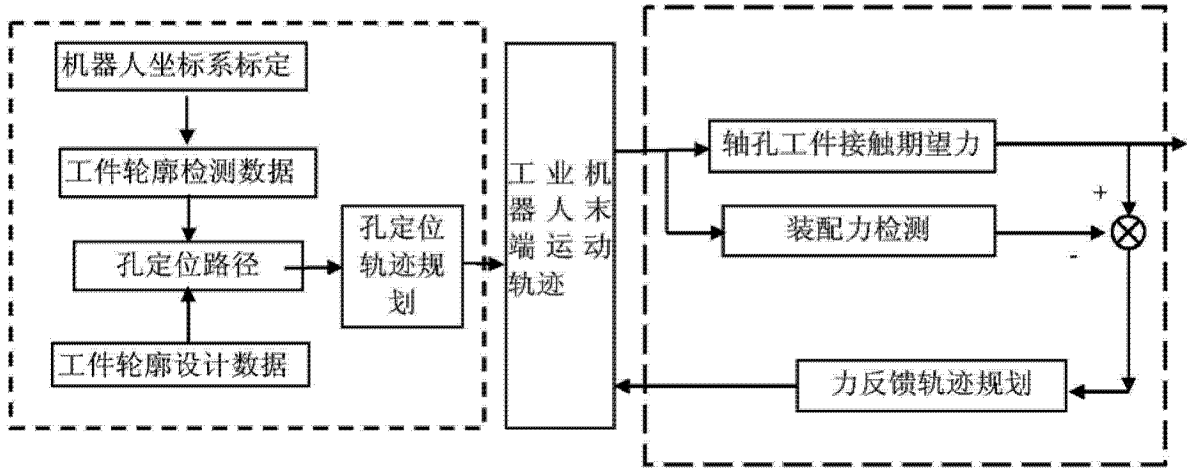 机器人坐标系标定
工件轮廓检测数据
孔定位路径
工件轮廓设计数据
孔定位
轨迹规
划
工业机
器人末
端运动
轨迹
轴孔工件接触期望力
+
装配力检测
-
力反馈轨迹规划